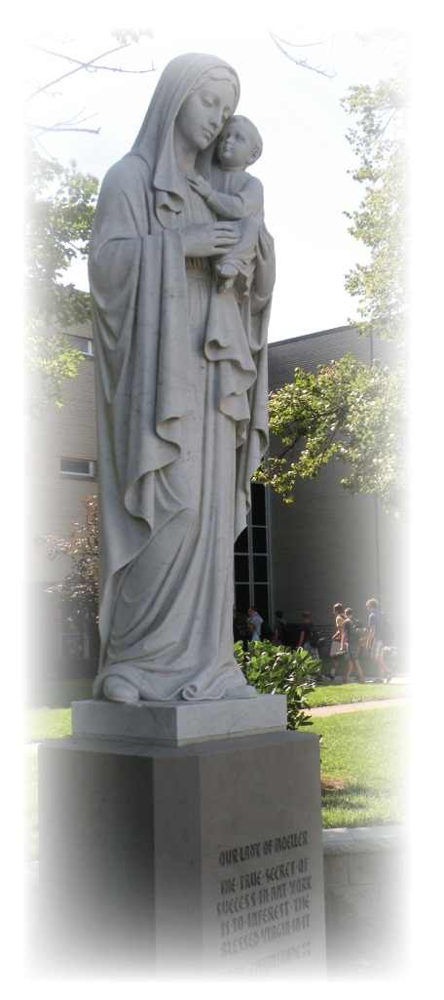 OUR LADY OF MOELLER
THE TRUE SECRET OF
SUCCESS IN ANY WORK
IS TO INTEREST THE
BLESSED VIRGIN IN IT